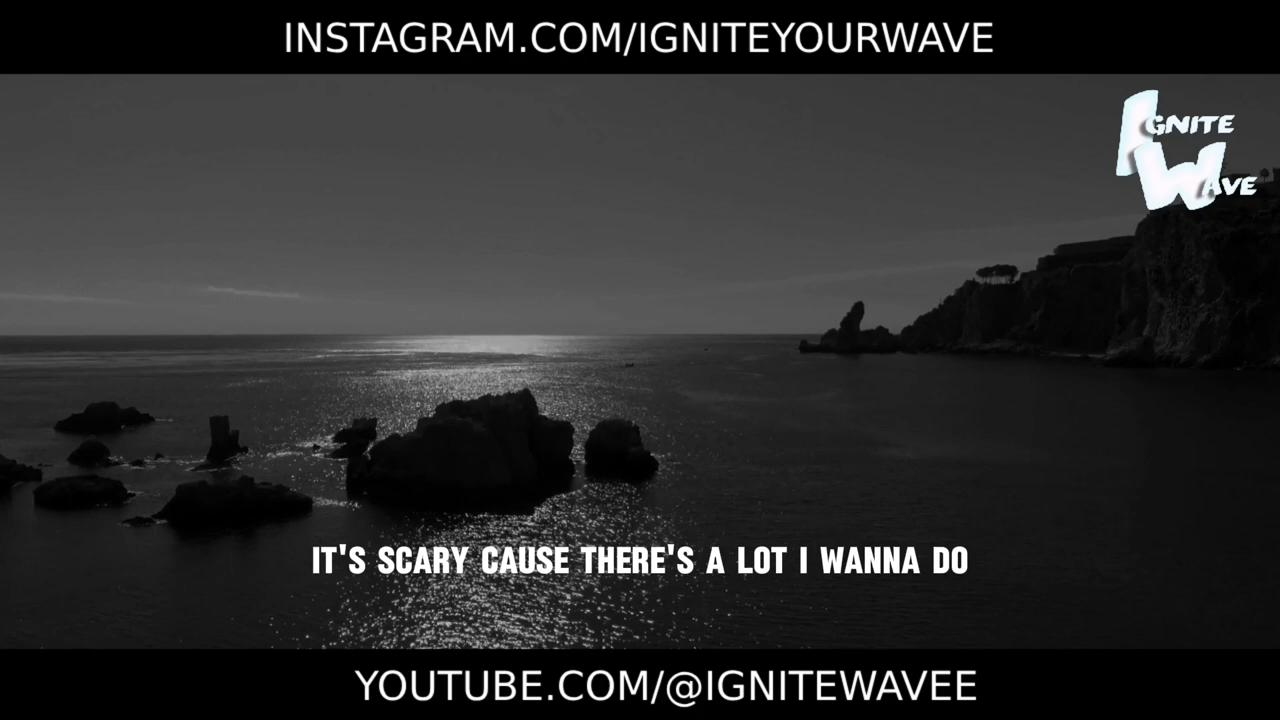 INSTAGRAM.COM/IGNITEYOURWAVE
IGNITE
WAVE
IT'S SCARY CAUSE THERE'S A LOT I WANNA DO
YOUTUBE.COM/@IGNITEWAVEE